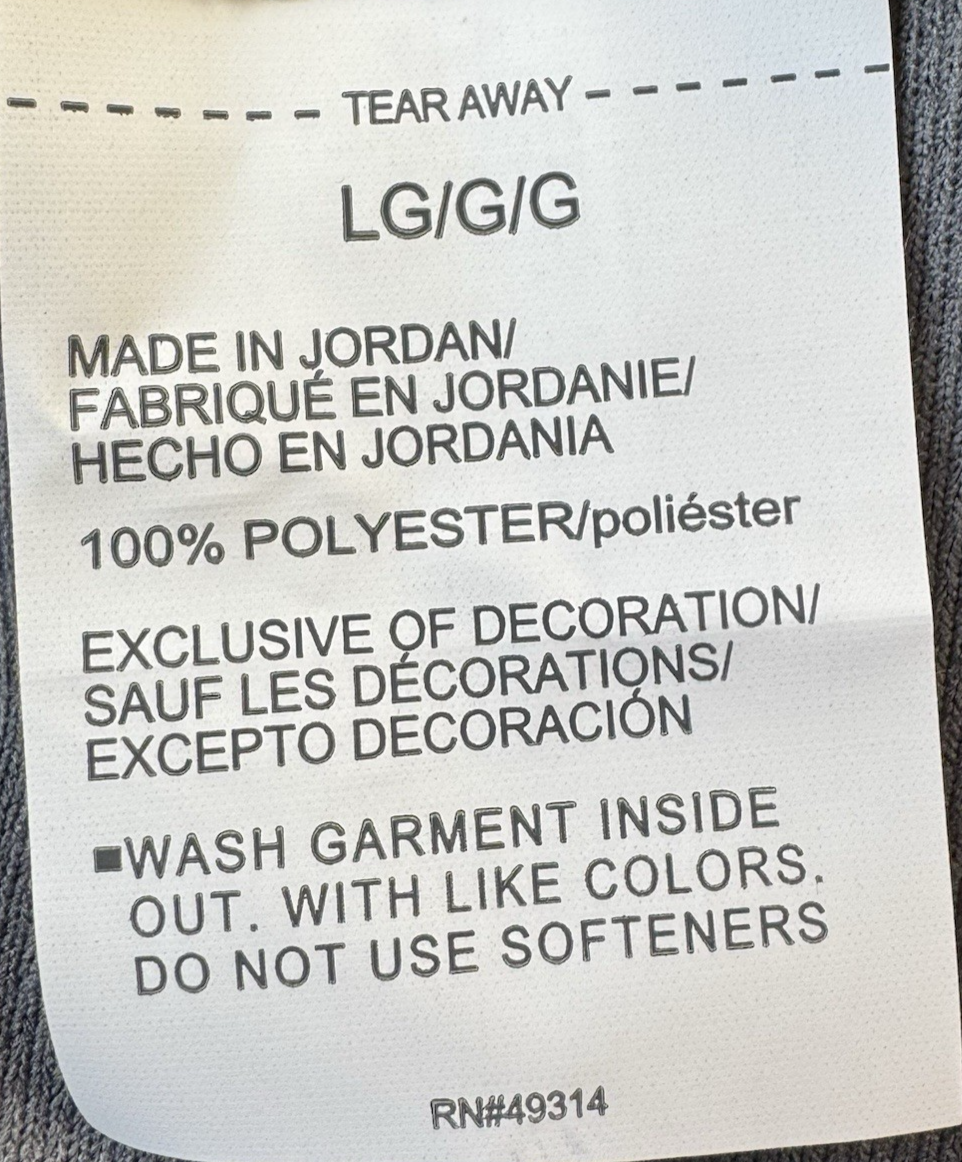 TEAR AWAY
LG/G/G
MADE IN JORDAN/
FABRIQUÉ EN JORDANIE/
HECHO EN JORDANIA
100% POLYESTER/poliéster
EXCLUSIVE OF DECORATION/
SAUF LES DÉCORATIONS/
EXCEPTO DECORACIÓN
■WASH GARMENT INSIDE
OUT. WITH LIKE COLORS.
DO NOT USE SOFTENERS
RN#49314